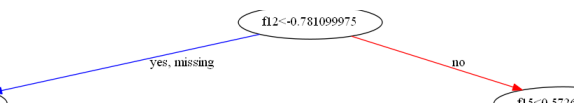 f12<-0.781099975
yes, missing
no